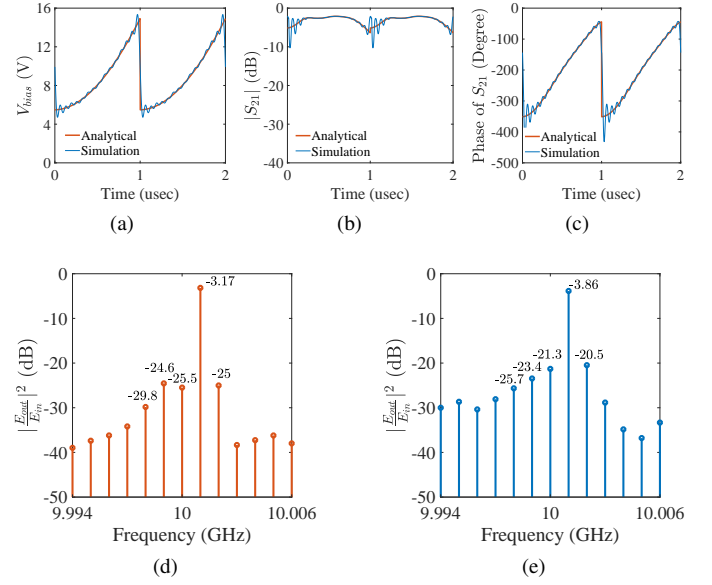 16
12
8
4
0
V_bias (V)
Analytical
Simulation
0
1
2
Time (usec)
(a)
0
-10
-20
-30
-40
|S_21| (dB)
Analytical
Simulation
0
1
2
Time (usec)
(b)
0
-100
-200
-300
-400
-500
Phase of S_21 (Degree)
Analytical
Simulation
0
1
2
Time (usec)
(c)
0
-10
-20
-30
-40
-50
|E_out/E_in|^2 (dB)
-3.17
-24.6
-25.5
-25
-29.8
9.994
10
10.006
Frequency (GHz)
(d)
0
-10
-20
-30
-40
-50
|E_out/E_in|^2 (dB)
-3.86
-21.3
-20.5
-23.4
-25.7
9.994
10
10.006
Frequency (GHz)
(e)